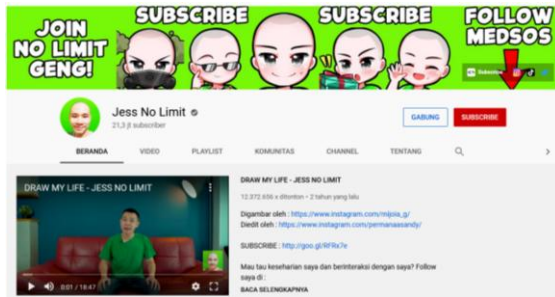 JOIN
NO LIMIT
GENG!
SUBSCRIBE
SUBSCRIBE
FOLLOW
MEDSOS
Subscribe
Jess No Limit
21,3 jt subscriber
GABUNG
SUBSCRIBE
BERANDA VIDEO PLAYLIST KOMUNITAS CHANNEL TENTANG
DRAW MY LIFE - JESS NO LIMIT
0:01 / 18:47
DRAW MY LIFE - JESS NO LIMIT
12.372.656 x ditonton • 2 tahun yang lalu
Digambar oleh : https://www.instagram.com/mijoia_g/
Diedit oleh : https://www.instagram.com/permanaasandy/
SUBSCRIBE : http://goo.gl/RFRx7e
Mau tau keseharian saya dan berinteraksi dengan saya? Follow
saya di :
BACA SELENGKAPNYA